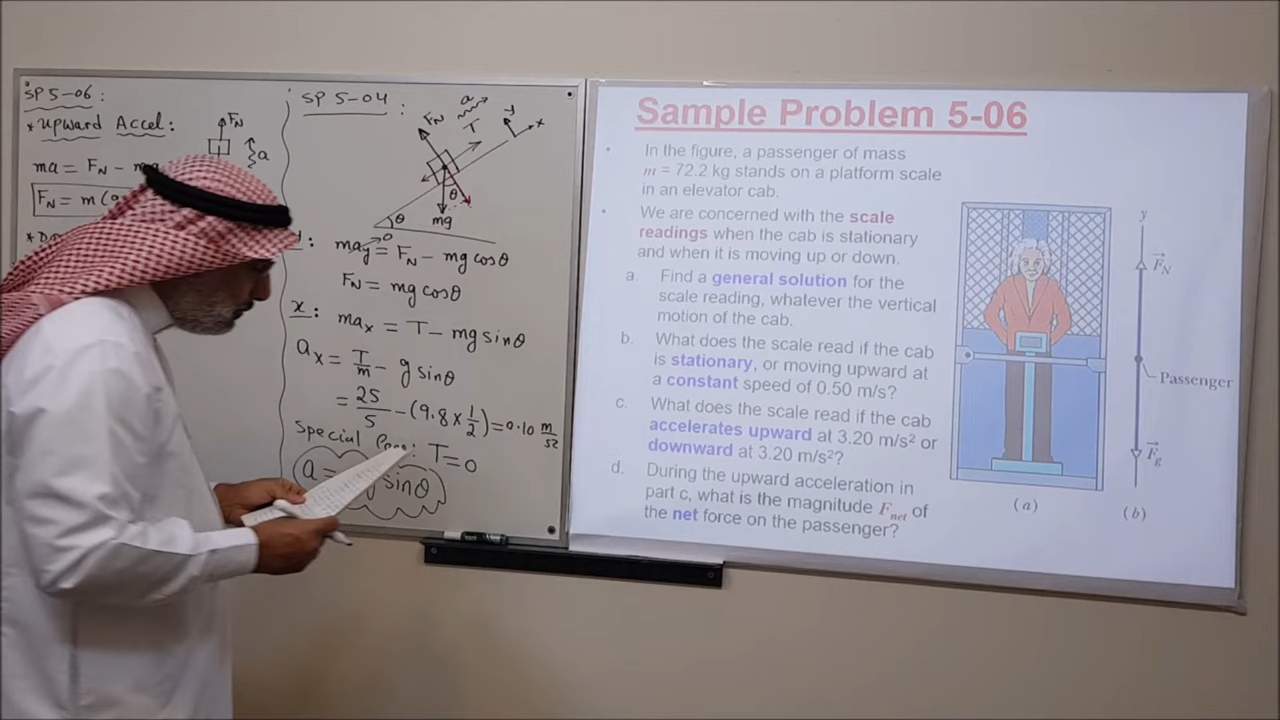 SP 5-06:
* Upward Accel:
ma = FN - m
FN = m(a
FN
a
SP 5-04:
a
FN
T
y
x
θ
θ
mg
0
may = FN - mg cosθ
FN = mg cosθ
x: max = T - mg sinθ
ax = T/m - g sinθ
= 25/5 - (9.8 × 1/2) = 0.10 m/s2
Special
T = 0
a =
g sinθ
Sample Problem 5-06
• In the figure, a passenger of mass
m = 72.2 kg stands on a platform scale
in an elevator cab.
• We are concerned with the scale
readings when the cab is stationary
and when it is moving up or down.
a. Find a general solution for the
scale reading, whatever the vertical
motion of the cab.
b. What does the scale read if the cab
is stationary, or moving upward at
a constant speed of 0.50 m/s?
c. What does the scale read if the cab
accelerates upward at 3.20 m/s² or
downward at 3.20 m/s²?
d. During the upward acceleration in
part c, what is the magnitude Fnet of
the net force on the passenger?
y
FN
Passenger
Fg
(a)
(b)